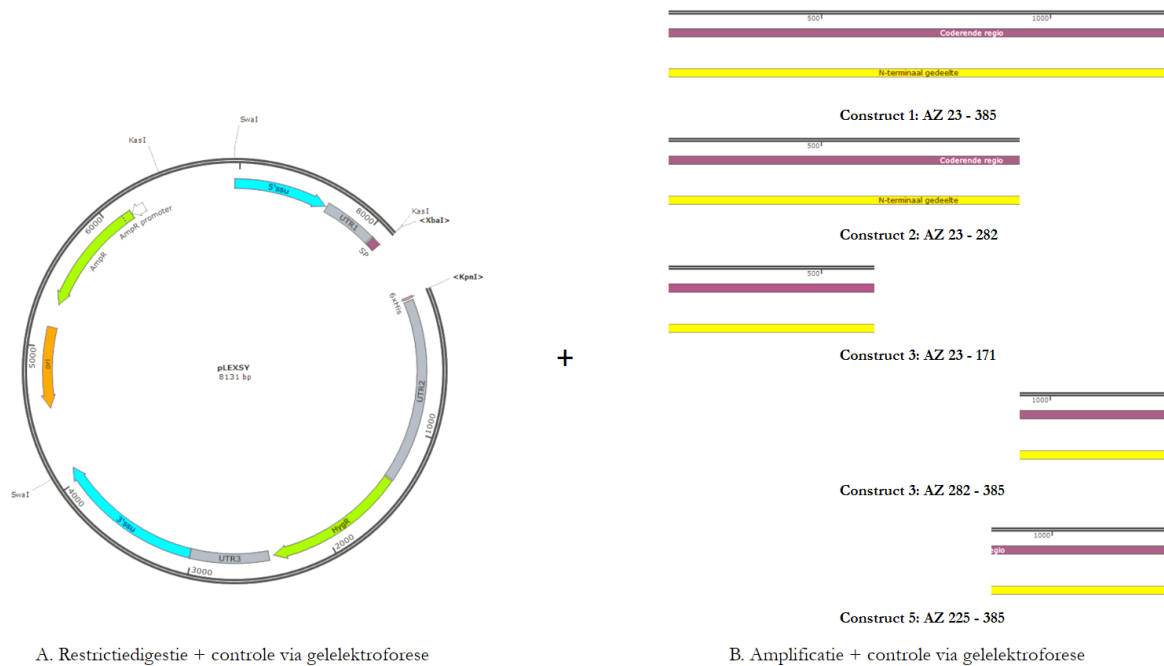 SwaI
KasI
5'ssu
UTR1
SP
8000
KasI
<XbaI>
<KpnI>
6xHis
UTR2
1000
HygR
2000
UTR3
3000
3'ssu
4000
SwaI
ori
5000
AmpR
6000
AmpR promoter
pLEXSY
8131 bp
+
500
1000
Coderende regio
N-terminaal gedeelte
Construct 1: AZ 23 - 385
500
Coderende regio
N-terminaal gedeelte
Construct 2: AZ 23 - 282
500
Construct 3: AZ 23 - 171
1000
Construct 3: AZ 282 - 385
1000
regio
Construct 5: AZ 225 - 385
A. Restrictiedigestie + controle via gelelektroforese
B. Amplificatie + controle via gelelektroforese